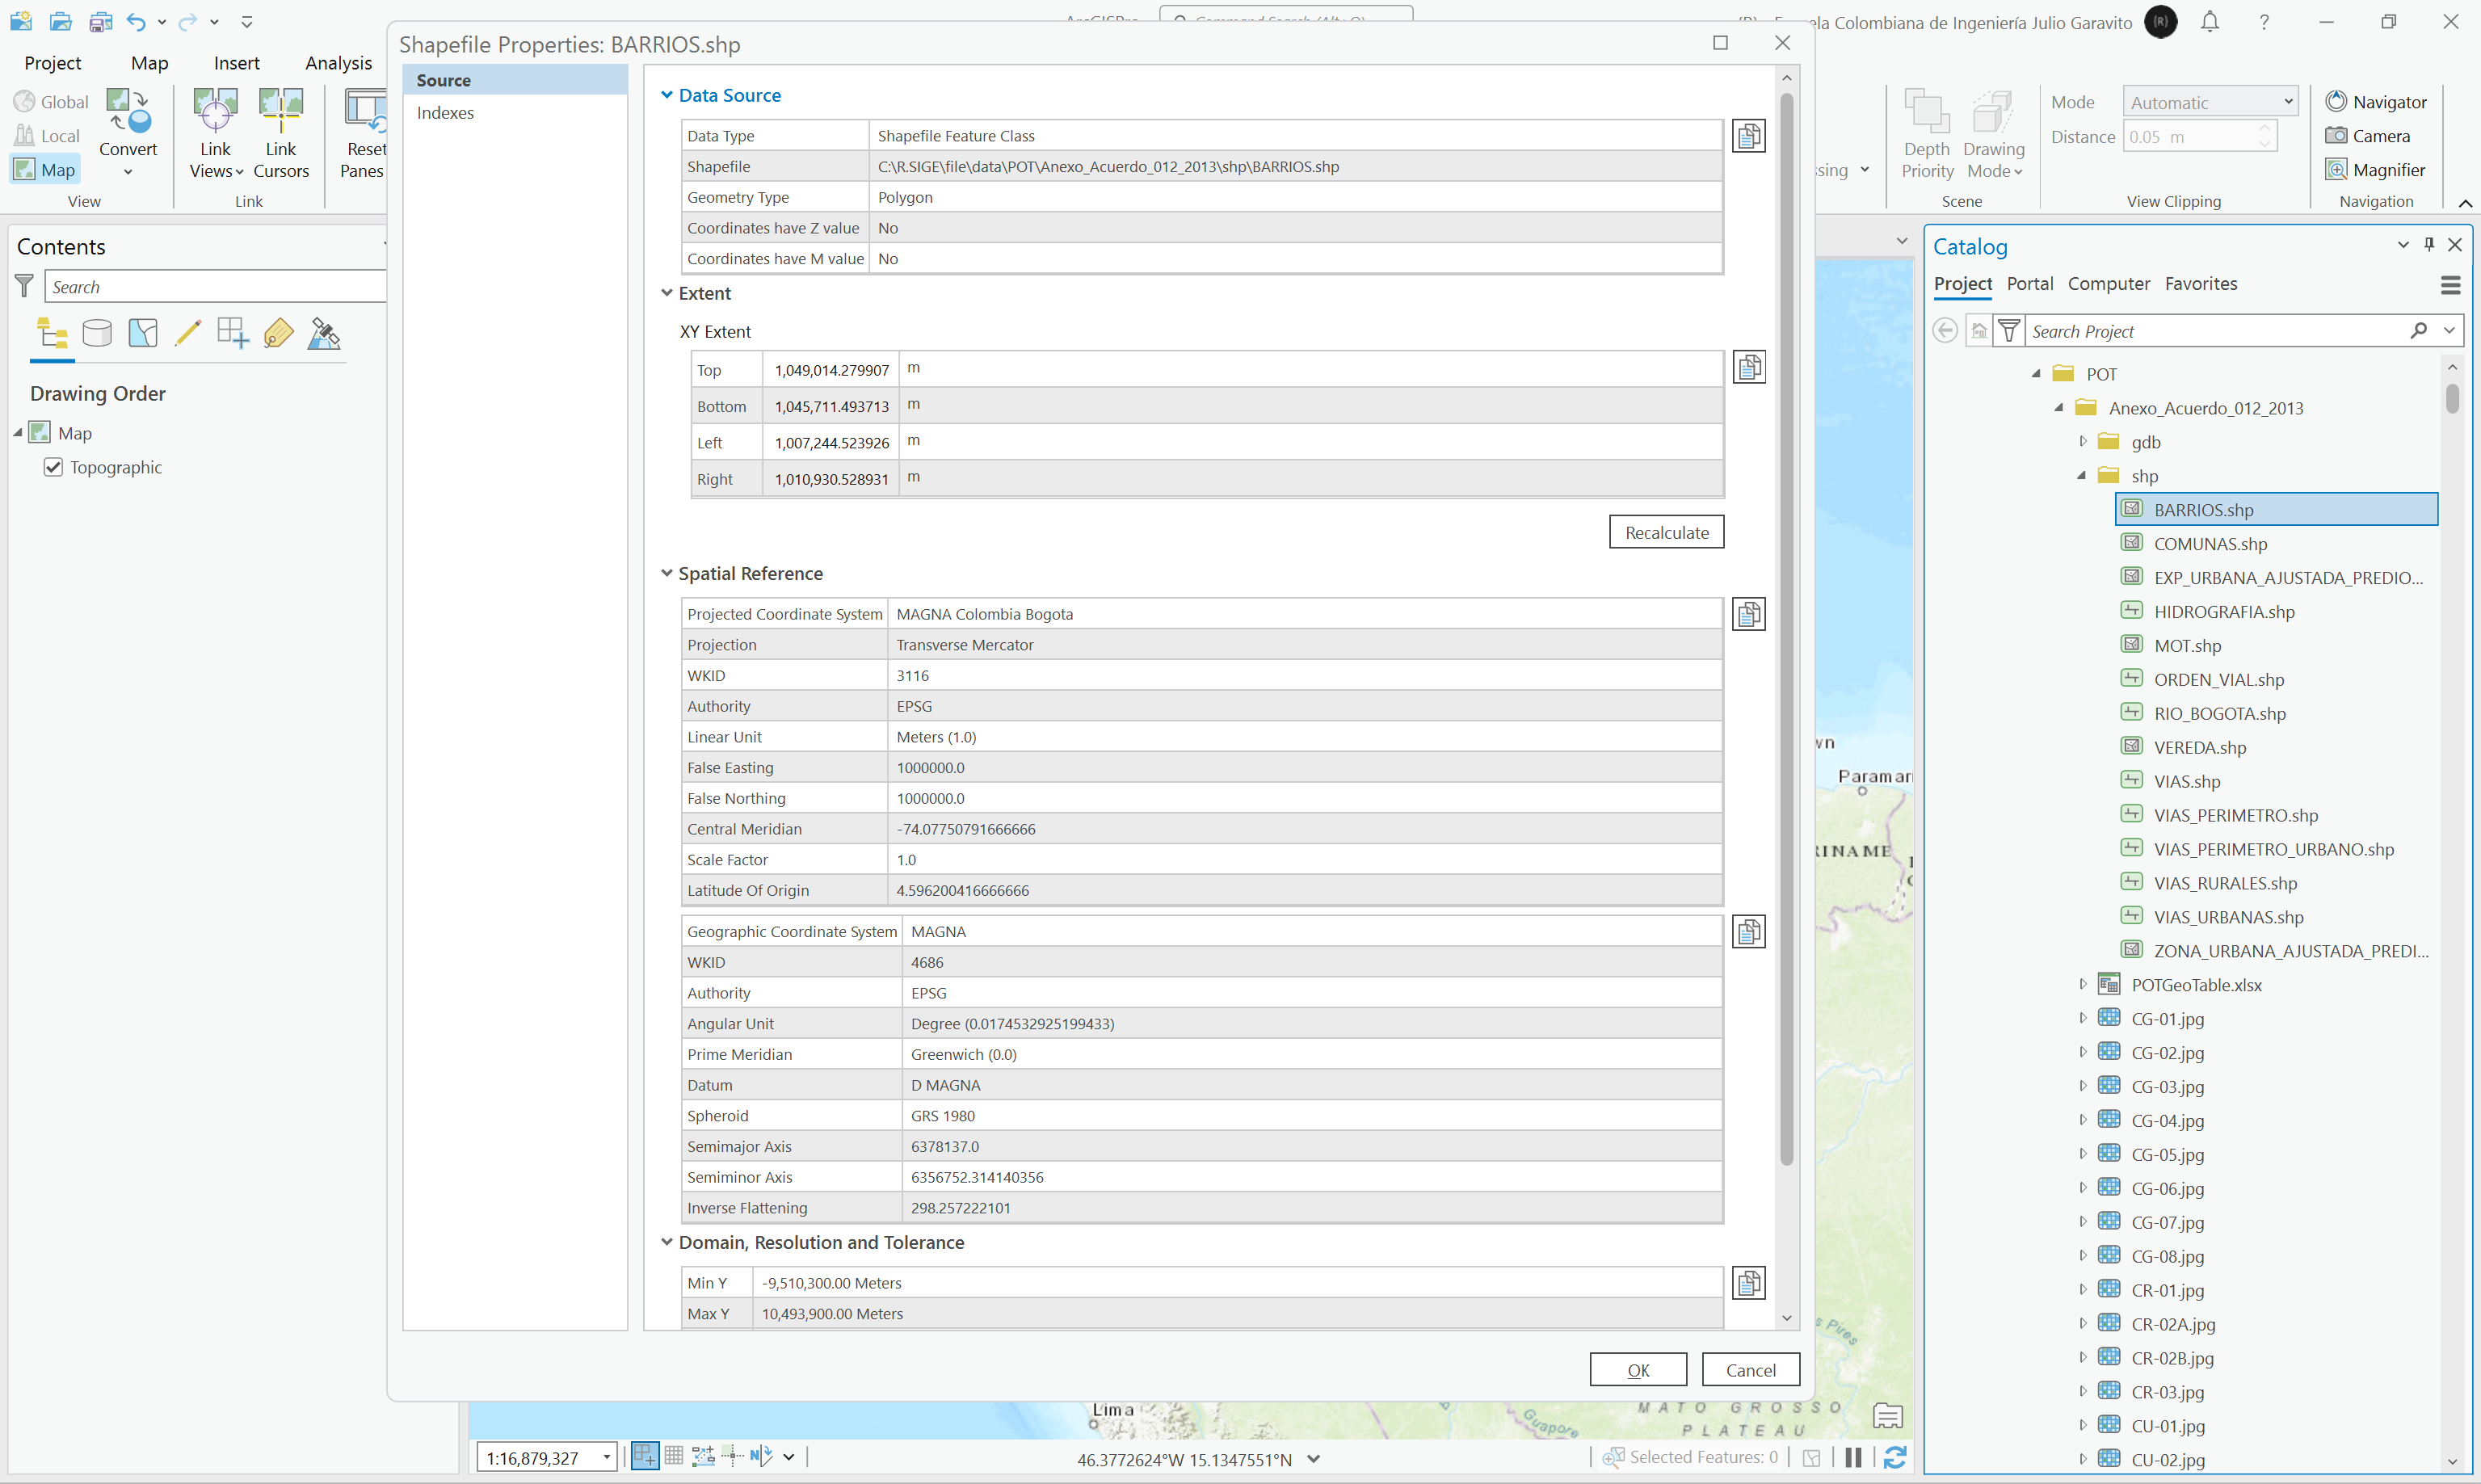 Shapefile Properties: BARRIOS.shp
Escuela Colombiana de Ingeniería Julio Garavito
(R)
?
Project
Map
Insert
Analysis
Global
Local
Map
Convert
View
Link
Views
Link
Cursors
Link
Reset
Panes
Depth
Priority
Drawing
Mode
Scene
Mode
Automatic
Distance
0.05 m
View Clipping
Navigator
Camera
Magnifier
Navigation
Contents
Search
Drawing Order
Map
Topographic
Source
Indexes
Data Source
Data Type Shapefile Feature Class
Shapefile C:\R.SIGE\file\data\POT\Anexo_Acuerdo_012_2013\shp\BARRIOS.shp
Geometry Type Polygon
Coordinates have Z value No
Coordinates have M value No
Extent
XY Extent
Top 1,049,014.279907 m
Bottom 1,045,711.493713 m
Left 1,007,244.523926 m
Right 1,010,930.528931 m
Recalculate
Spatial Reference
Projected Coordinate System MAGNA Colombia Bogota
Projection Transverse Mercator
WKID 3116
Authority EPSG
Linear Unit Meters (1.0)
False Easting 1000000.0
False Northing 1000000.0
Central Meridian -74.07750791666666
Scale Factor 1.0
Latitude Of Origin 4.596200416666666
Geographic Coordinate System MAGNA
WKID 4686
Authority EPSG
Angular Unit Degree (0.0174532925199433)
Prime Meridian Greenwich (0.0)
Datum D MAGNA
Spheroid GRS 1980
Semimajor Axis 6378137.0
Semiminor Axis 6356752.314140356
Inverse Flattening 298.257222101
Domain, Resolution and Tolerance
Min Y -9,510,300.00 Meters
Max Y 10,493,900.00 Meters
OK
Cancel
Lima
Guapore
MATO GROSSO
PLATEAU
1:16,879,327
46.3772624°W 15.1347551°N
Selected Features: 0
Catalog
Project Portal Computer Favorites
Search Project
POT
Anexo_Acuerdo_012_2013
gdb
shp
BARRIOS.shp
COMUNAS.shp
EXP_URBANA_AJUSTADA_PREDIO...
HIDROGRAFIA.shp
MOT.shp
ORDEN_VIAL.shp
RIO_BOGOTA.shp
VEREDA.shp
VIAS.shp
VIAS_PERIMETRO.shp
VIAS_PERIMETRO_URBANO.shp
VIAS_RURALES.shp
VIAS_URBANAS.shp
ZONA_URBANA_AJUSTADA_PREDI...
POTGeoTable.xlsx
CG-01.jpg
CG-02.jpg
CG-03.jpg
CG-04.jpg
CG-05.jpg
CG-06.jpg
CG-07.jpg
CG-08.jpg
CR-01.jpg
CR-02A.jpg
CR-02B.jpg
CR-03.jpg
CU-01.jpg
CU-02.jpg